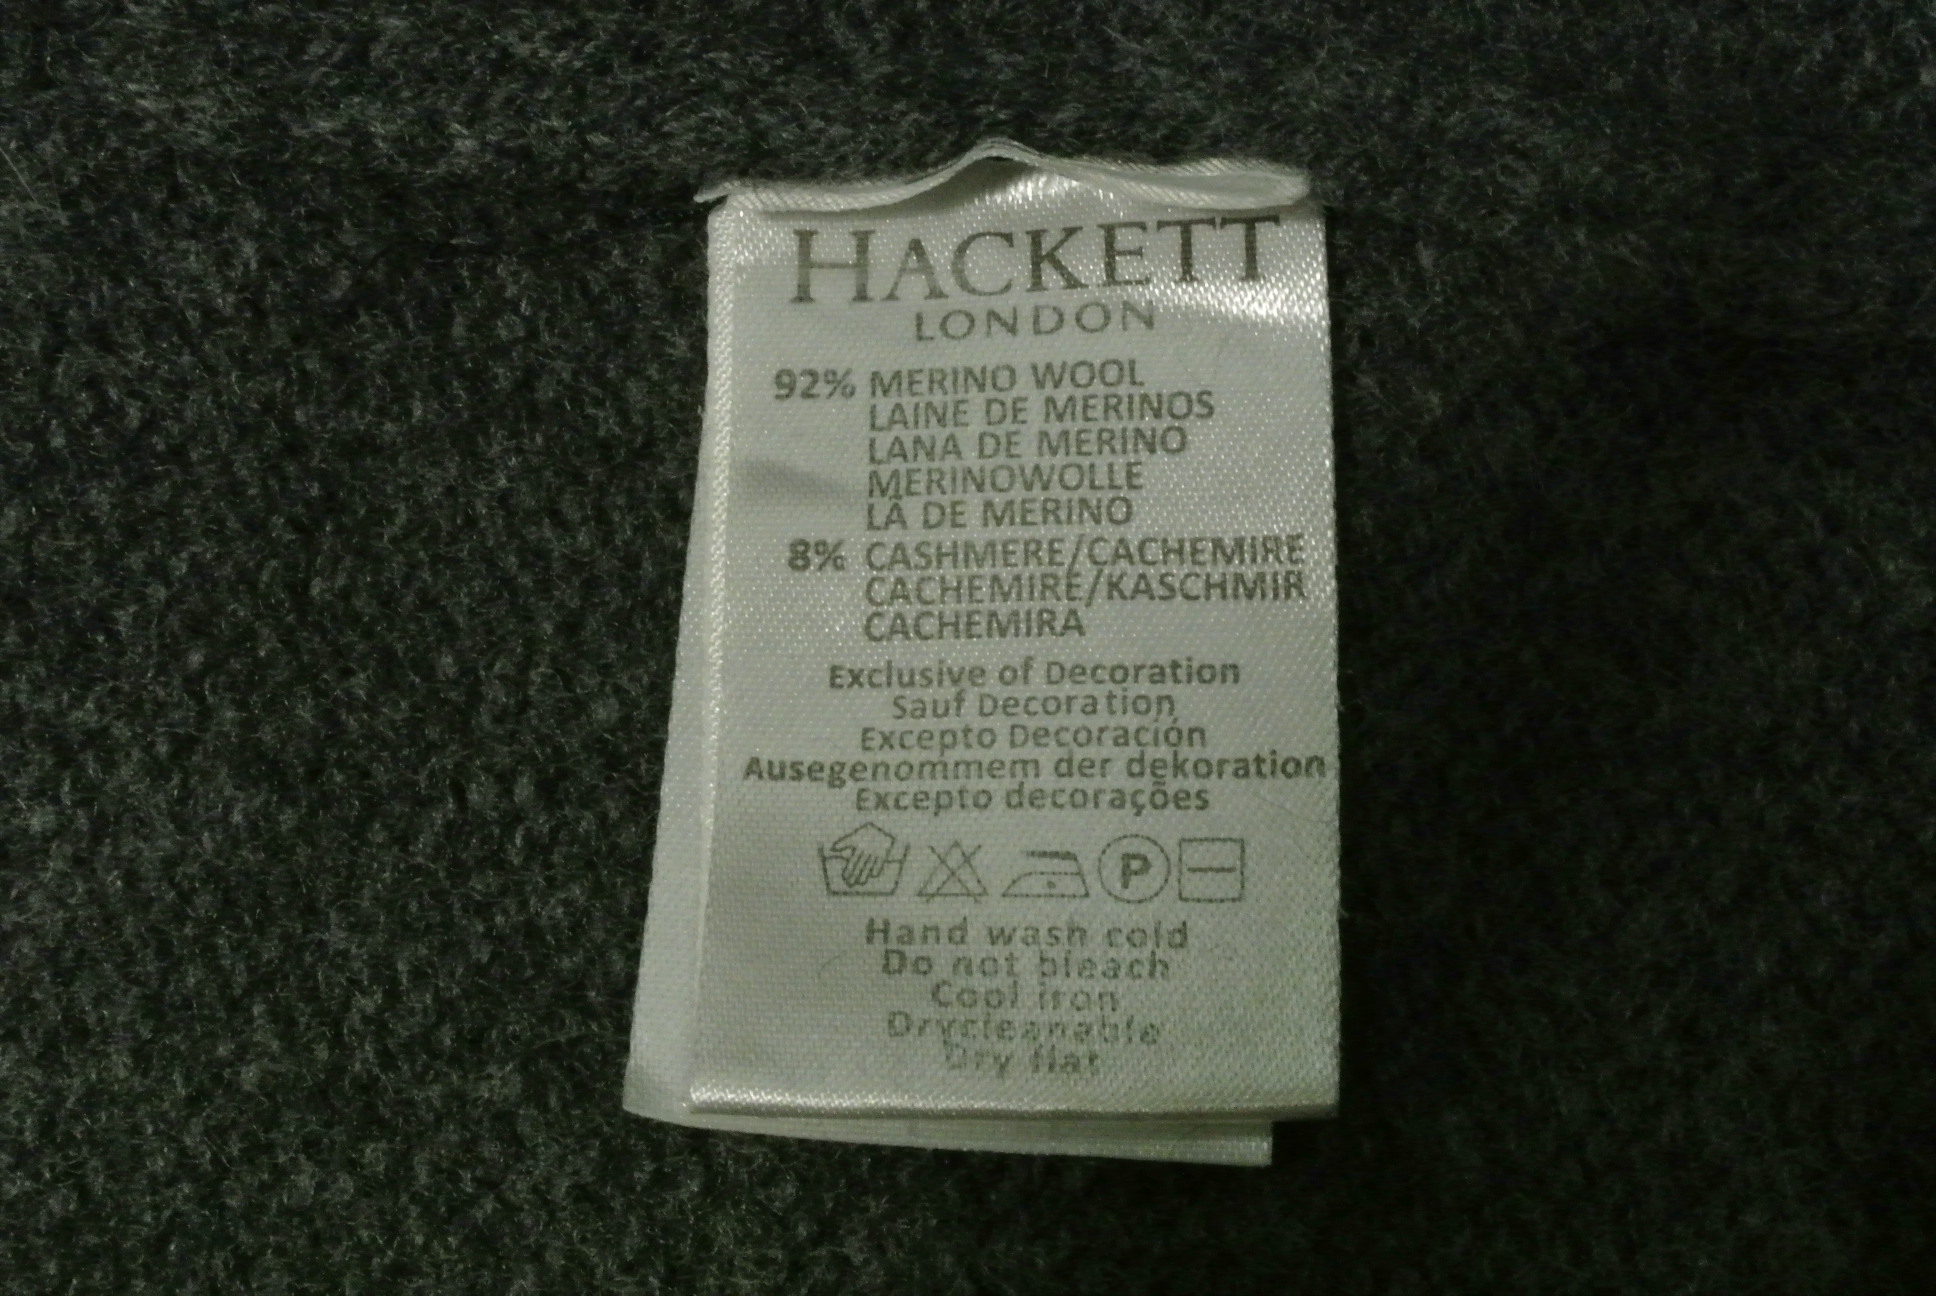 HACKETT
LONDON
92% MERINO WOOL
LAINE DE MERINOS
LANA DE MERINO
MERINOWOLLE
LÃ DE MERINO
8% CASHMERE/CACHEMIRE
CACHEMIRE/KASCHMIR
CACHEMIRA
Exclusive of Decoration
Sauf Decoration
Excepto Decoración
Ausegenommem der dekoration
Excepto decorações
P
Hand wash cold
Do not bleach
Cool iron
Drycleanable
Dry flat